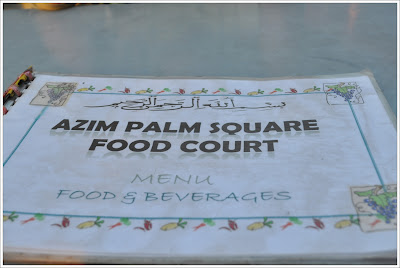 بسم الله الرحمن الرحيم
AZIM PALM SQUARE
FOOD COURT
MENU
FOOD & BEVERAGES